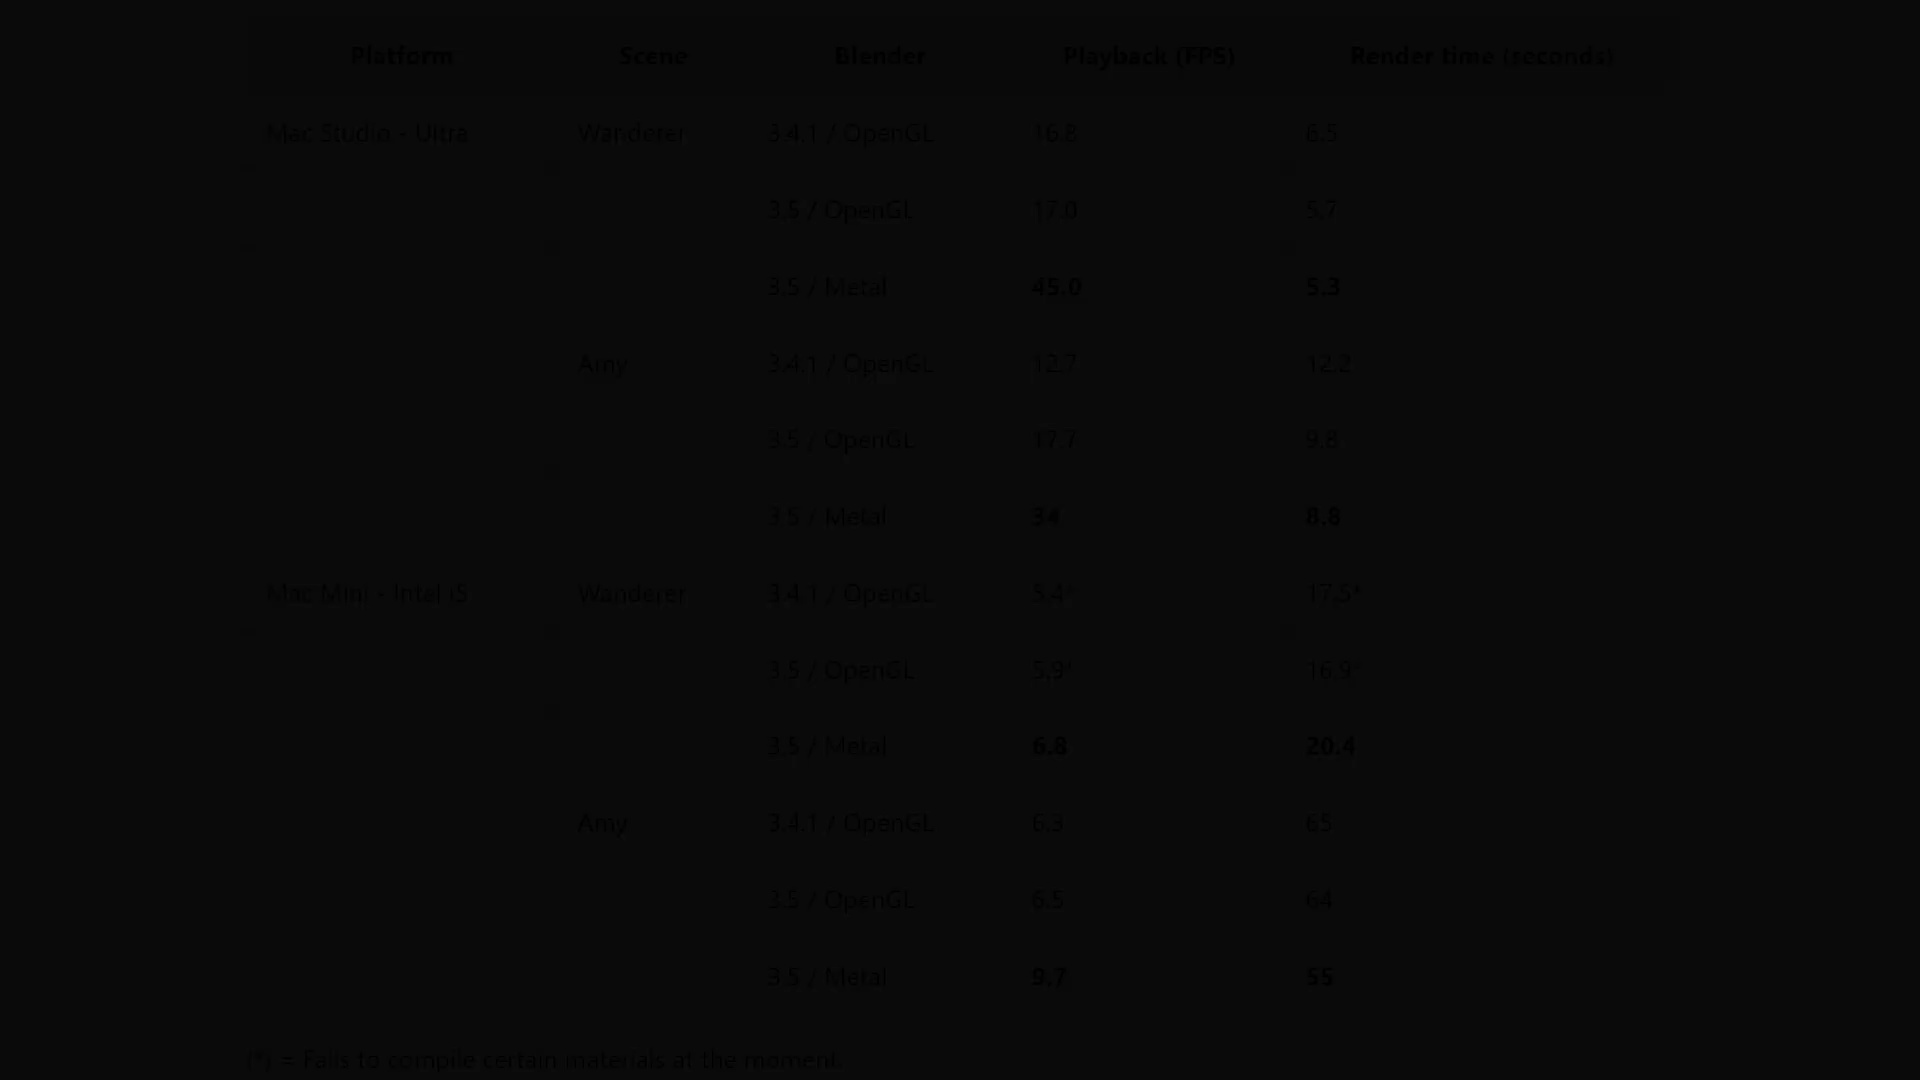 Platform Scene Blender Playback (FPS) Render time (seconds)
Mac Studio - Ultra Wanderer 3.4.1 / OpenGL 16.8 6.5
3.5 / OpenGL 17.0 5.7
3.5 / Metal 45.0 5.3
Amy 3.4.1 / OpenGL 12.7 12.2
3.5 / OpenGL 17.7 9.8
3.5 / Metal 34 8.8
Mac Mini - Intel i5 Wanderer 3.4.1 / OpenGL 5.4* 17.5*
3.5 / OpenGL 5.9* 16.9*
3.5 / Metal 6.8 20.4
Amy 3.4.1 / OpenGL 6.3 65
3.5 / OpenGL 6.5 64
3.5 / Metal 9.7 55
(*) = Fails to compile certain materials at the moment.